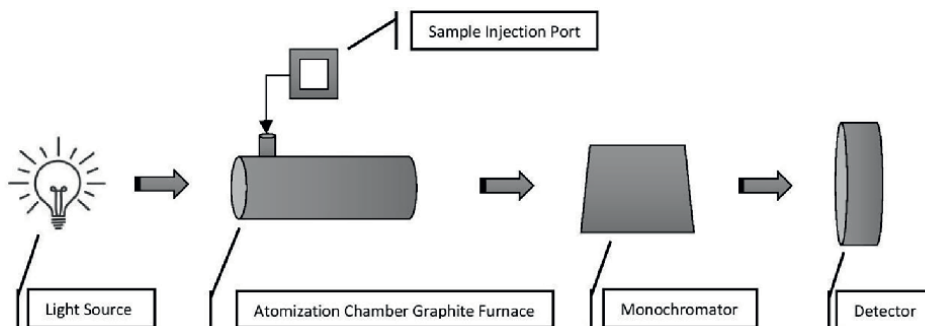 Sample Injection Port
Light Source
Atomization Chamber Graphite Furnace
Monochromator
Detector